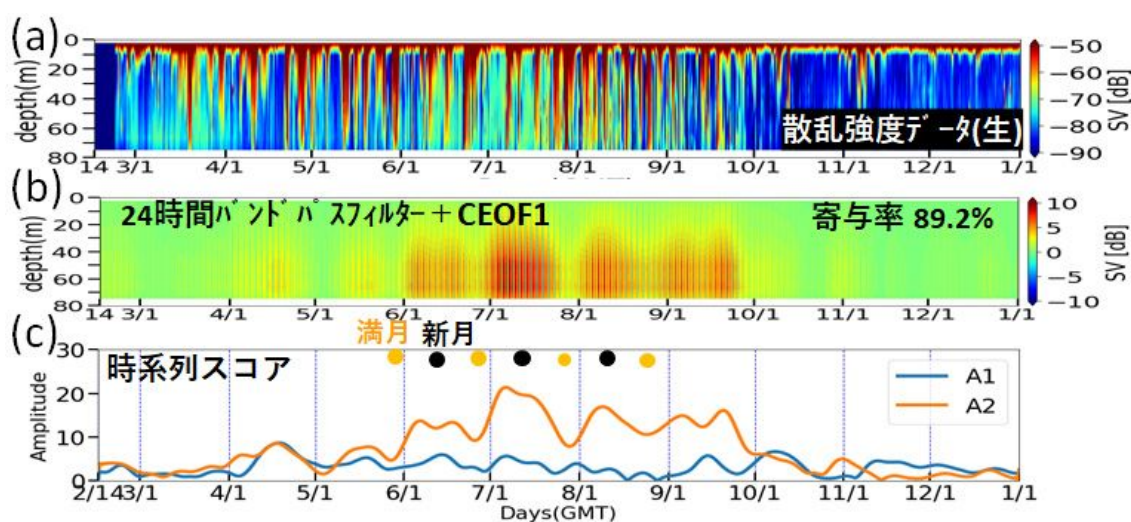 (a)
0
20
40
60
80
depth(m)
散乱強度ﾃﾞｰﾀ(生)
14 3/1 4/1 5/1 6/1 7/1 8/1 9/1 10/1 11/1 12/1 1/1
−50
−60
−70
−80
−90
SV [dB]
(b)
0
20
40
60
80
depth(m)
24時間ﾊﾞﾝﾄﾞﾊﾟｽフィルター＋CEOF1
寄与率 89.2%
14 3/1 4/1 5/1 6/1 7/1 8/1 9/1 10/1 11/1 12/1 1/1
10
5
0
−5
−10
SV [dB]
(c)
満月 新月
30
20
10
0
Amplitude
時系列スコア
A1
A2
2/143/1 4/1 5/1 6/1 7/1 8/1 9/1 10/1 11/1 12/1 1/1
Days(GMT)